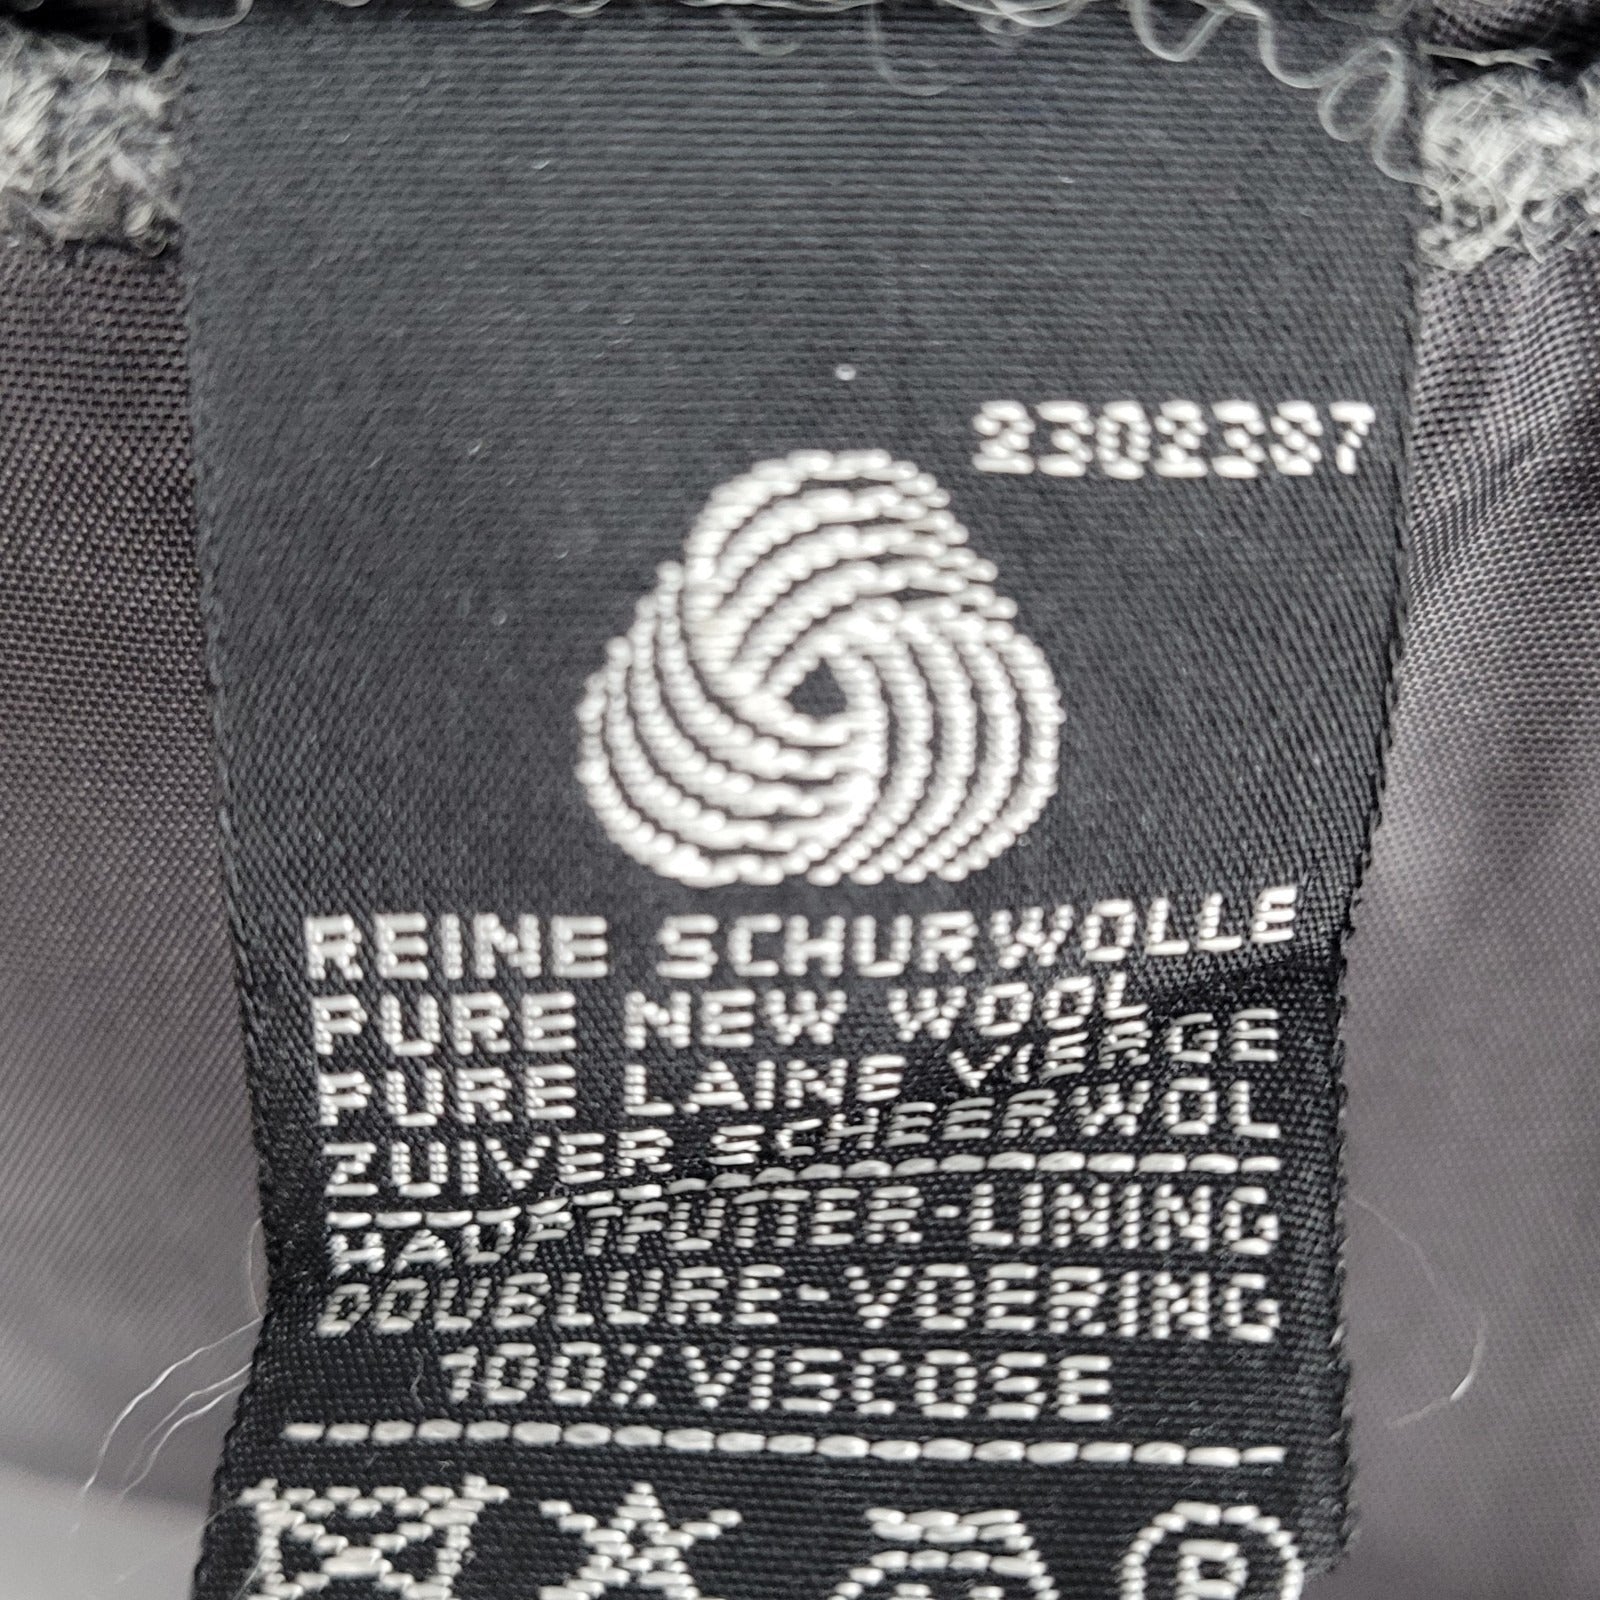 2302387
REINE SCHURWOLLE
PURE NEW WOOL
PURE LAINE VIERGE
ZUIVER SCHEERWOL
HAUPTFUTTER-LINING
DOUBLURE-VOERING
100% VISCOSE
P